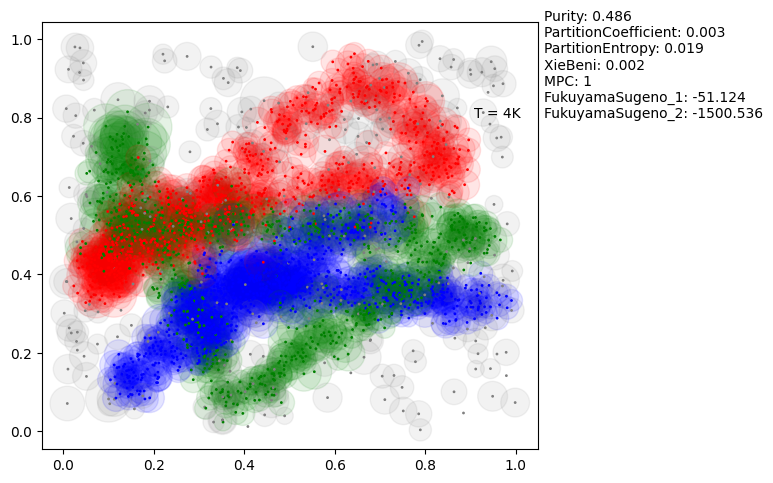 Purity: 0.486
PartitionCoefficient: 0.003
PartitionEntropy: 0.019
XieBeni: 0.002
MPC: 1
FukuyamaSugeno_1: -51.124
FukuyamaSugeno_2: -1500.536
T = 4K
1.0
0.8
0.6
0.4
0.2
0.0
0.0 0.2 0.4 0.6 0.8 1.0